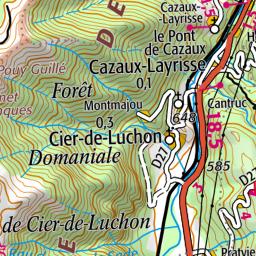 Cazaux-
-Layrisse
le Pont
de Cazaux
Cazaux-Layrisse
Pouy Guillé
0,1
Forêt
Montmajou
648
Cantruc
0,3
Cier-de-Luchon
Domaniale
D27
585
de Cier-de-Luchon